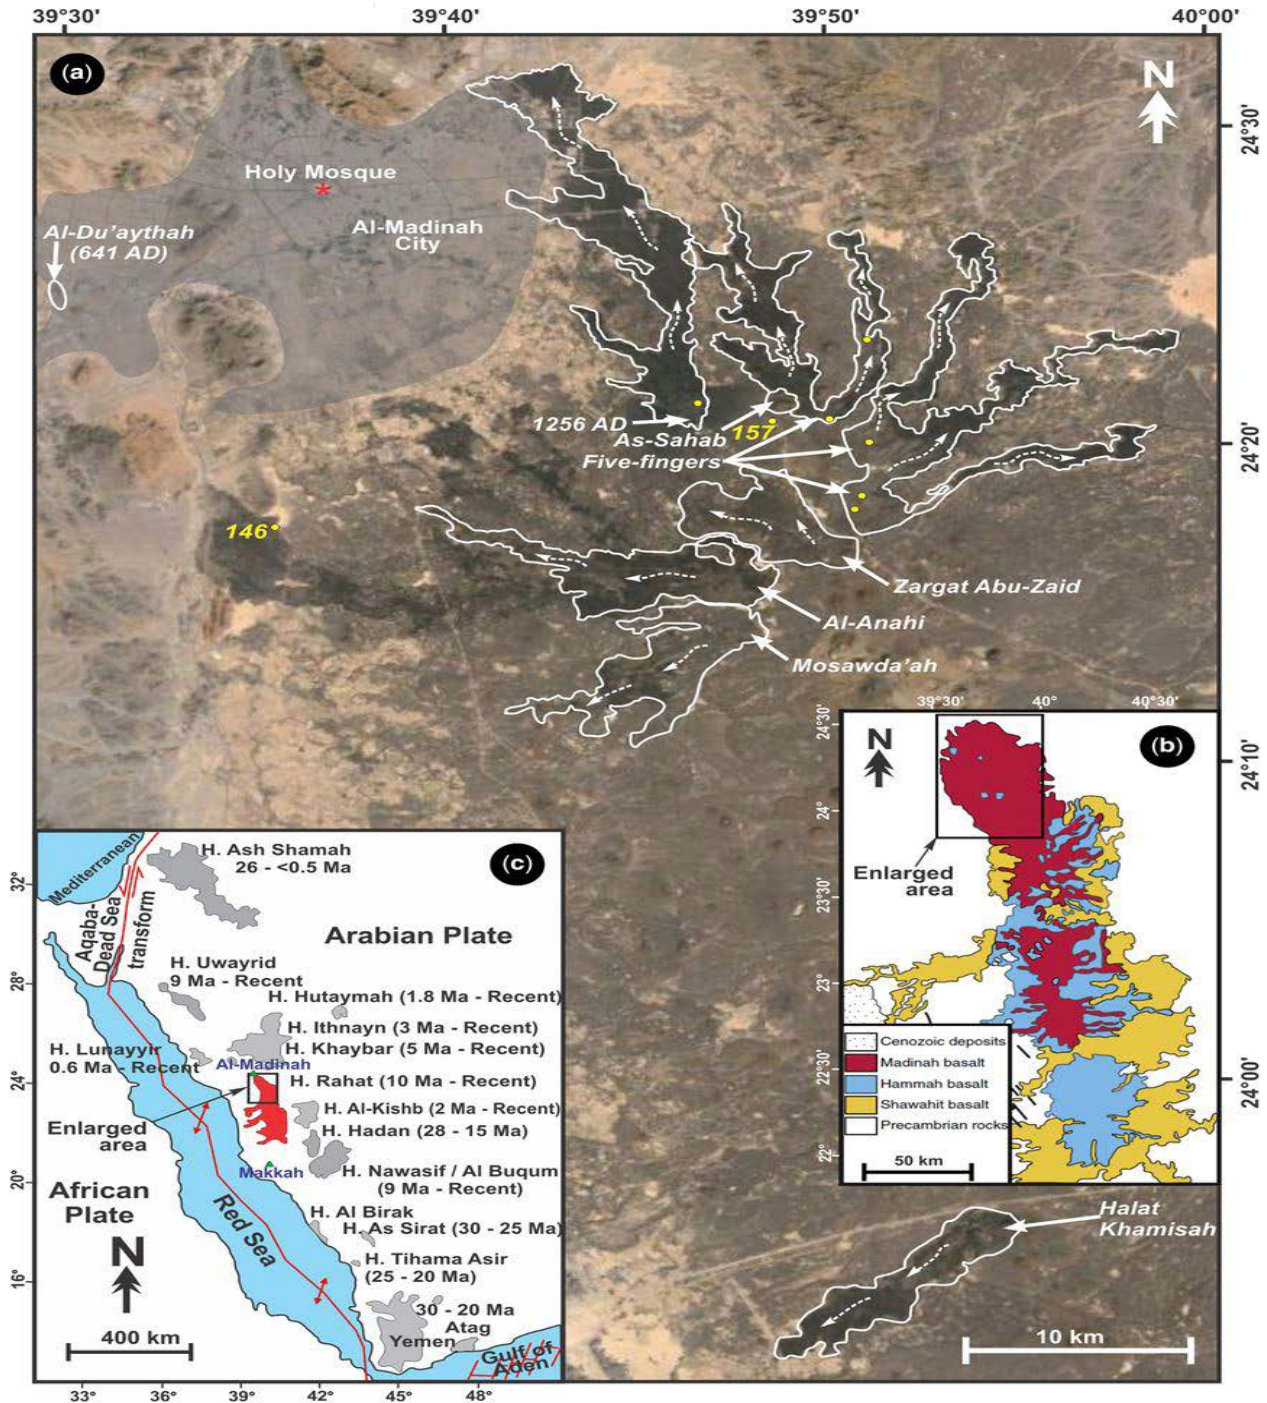 39°30'
39°40'
39°50'
40°00'
(a)
N
24°30'
24°20'
24°10'
24°00'
Holy Mosque
*
Al-Madinah
City
Al-Du'aythah
(641 AD)
1256 AD
As-Sahab
157
Five-fingers
146
Zargat Abu-Zaid
Al-Anahi
Mosawda'ah
Halat
Khamisah
10 km
39°30'
40°
40°30'
(b)
N
24°30'
24°
23°30'
23°
22°30'
22°
Enlarged
area
Cenozoic deposits
Madinah basalt
Hammah basalt
Shawahit basalt
Precambrian rocks
50 km
(c)
Mediterranean
H. Ash Shamah
26 - <0.5 Ma
Aqaba-
Dead Sea
transform
Arabian Plate
H. Uwayrid
9 Ma - Recent
H. Hutaymah (1.8 Ma - Recent)
H. Ithnayn (3 Ma - Recent)
H. Khaybar (5 Ma - Recent)
H. Lunayyir
0.6 Ma - Recent
Al-Madinah
H. Rahat (10 Ma - Recent)
H. Al-Kishb (2 Ma - Recent)
Enlarged
area
H. Hadan (28 - 15 Ma)
Makkah
H. Nawasif / Al Buqum
(9 Ma - Recent)
African
Plate
Red Sea
H. Al Birak
H. As Sirat (30 - 25 Ma)
N
H. Tihama Asir
(25 - 20 Ma)
30 - 20 Ma
Atag
Yemen
Gulf of
Aden
400 km
32°
28°
24°
20°
16°
33°
36°
39°
42°
45°
48°